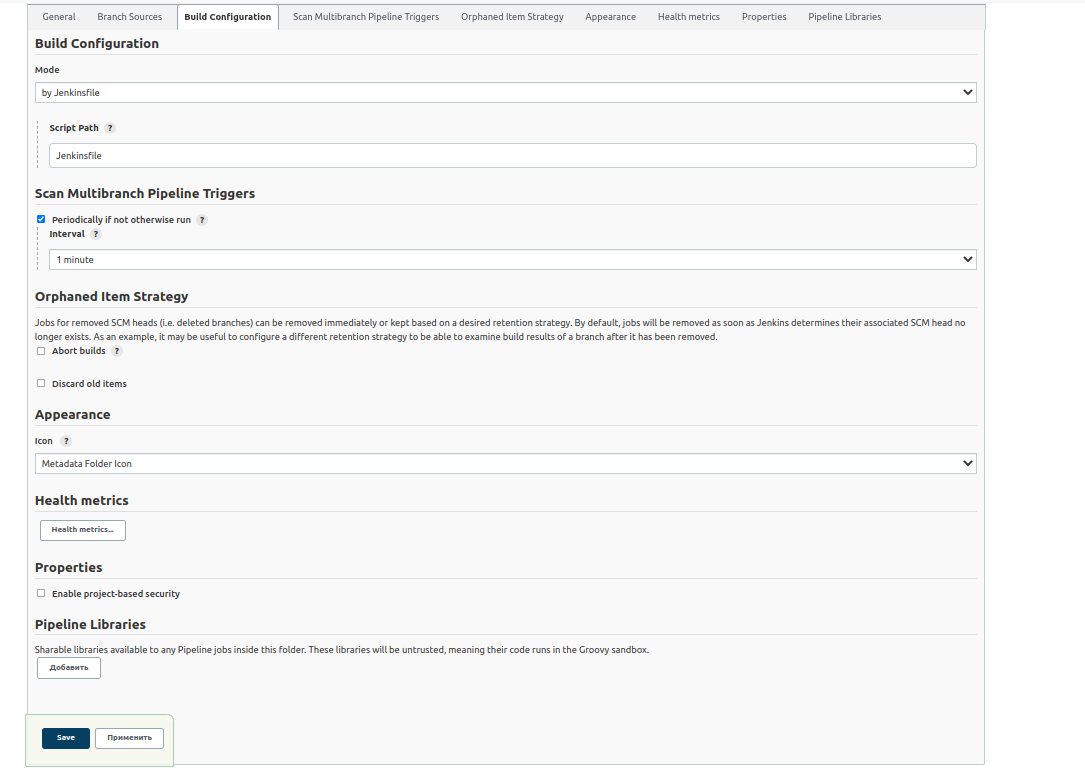 General Branch Sources Build Configuration Scan Multibranch Pipeline Triggers Orphaned Item Strategy Appearance Health metrics Properties Pipeline Libraries
Build Configuration
Mode
by Jenkinsfile
Script Path ?
Jenkinsfile
Scan Multibranch Pipeline Triggers
Periodically if not otherwise run ?
Interval ?
1 minute
Orphaned Item Strategy
Jobs for removed SCM heads (i.e. deleted branches) can be removed immediately or kept based on a desired retention strategy. By default, jobs will be removed as soon as Jenkins determines their associated SCM head no
longer exists. As an example, it may be useful to configure a different retention strategy to be able to examine build results of a branch after it has been removed.
Abort builds ?
Discard old items
Appearance
Icon ?
Metadata Folder Icon
Health metrics
Health metrics...
Properties
Enable project-based security
Pipeline Libraries
Sharable libraries available to any Pipeline jobs inside this folder. These libraries will be untrusted, meaning their code runs in the Groovy sandbox.
Добавить
Save Применить